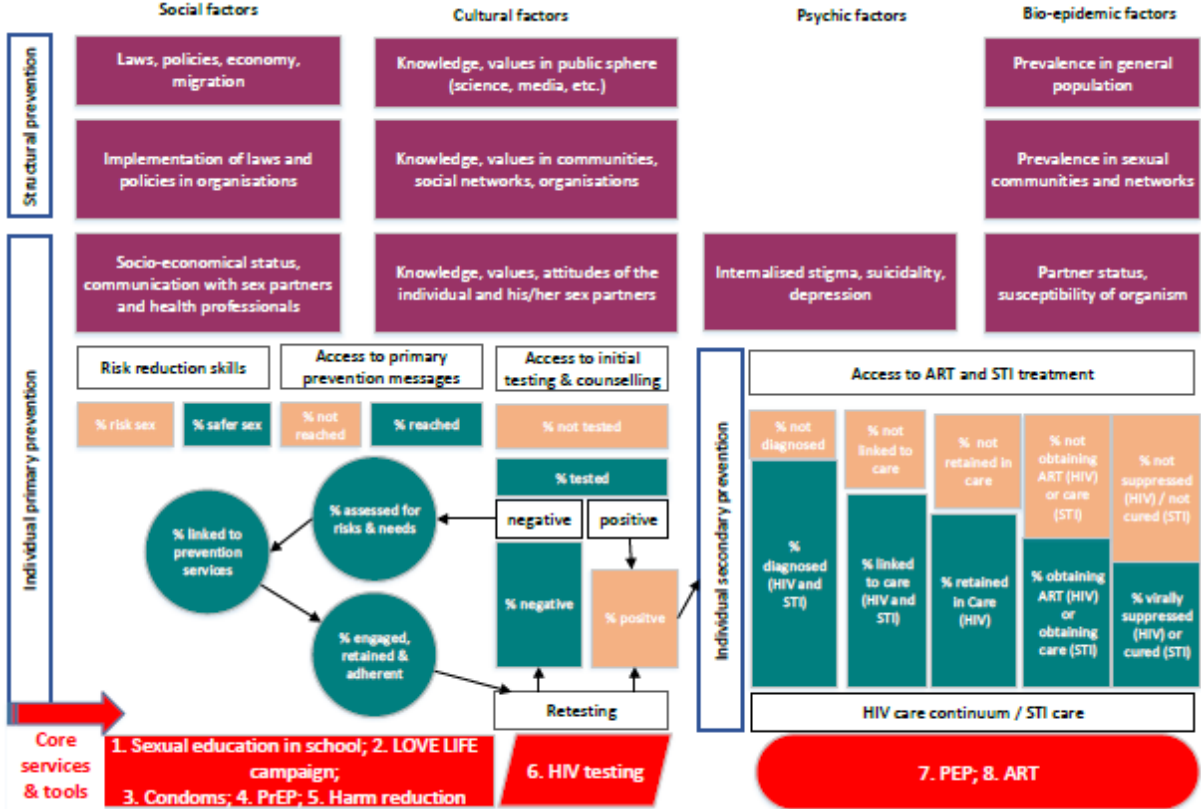 Social factors
Cultural factors
Psychic factors
Bio-epidemic factors
Structural prevention
Laws, policies, economy,
migration
Knowledge, values in public sphere
(science, media, etc.)
Prevalence in general
population
Implementation of laws and
policies in organisations
Knowledge, values in communities,
social networks, organisations
Prevalence in sexual
communities and networks
Individual primary prevention
Socio-economical status,
communication with sex partners
and health professionals
Knowledge, values, attitudes of the
individual and his/her sex partners
Internalised stigma, suicidality,
depression
Partner status,
susceptibility of organism
Risk reduction skills
Access to primary
prevention messages
Access to initial
testing & counselling
% risk sex
% safer sex
% not
reached
% reached
% not tested
% tested
negative
positive
% assessed for
risks & needs
% linked to
prevention
services
% engaged,
retained &
adherent
% negative
% positve
Retesting
Individual secondary prevention
Access to ART and STI treatment
% not
diagnosed
% not
linked to
care
% not
retained in
care
% not
obtaining
ART (HIV)
or care
(STI)
% not
suppressed
(HIV) / not
cured (STI)
%
diagnosed
(HIV and
STI)
% linked
to care
(HIV and
STI)
% retained
in Care
(HIV)
% obtaining
ART (HIV)
or
obtaining
care (STI)
% virally
suppressed
(HIV) or
cured (STI)
HIV care continuum / STI care
Core
services
& tools
1. Sexual education in school; 2. LOVE LIFE
campaign;
3. Condoms; 4. PrEP; 5. Harm reduction
6. HIV testing
7. PEP; 8. ART